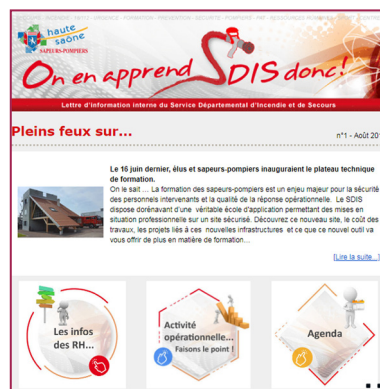 haute
saône
SAPEURS-POMPIERS
On en apprend SDIS donc!
Lettre d'information interne du Service Départemental d'Incendie et de Secours
Pleins feux sur...
n°1 - Août 20
Le 16 juin dernier, élus et sapeurs-pompiers inauguraient le plateau technique
de formation.
On le sait ... La formation des sapeurs-pompiers est un enjeu majeur pour la sécurité
des personnels intervenants et la qualité de la réponse opérationnelle. Le SDIS
dispose dorénavant d'une véritable école d'application permettant des mises en
situation professionnelle sur un site sécurisé. Découvrez ce nouveau site, le coût des
travaux, les projets liés à ces nouvelles infrastructures et ce que ce nouvel outil va
vous offrir de plus en matière de formation...
[Lire la suite...]
Les infos
des RH...
Activité
opérationnelle...
Faisons le point !
Agenda